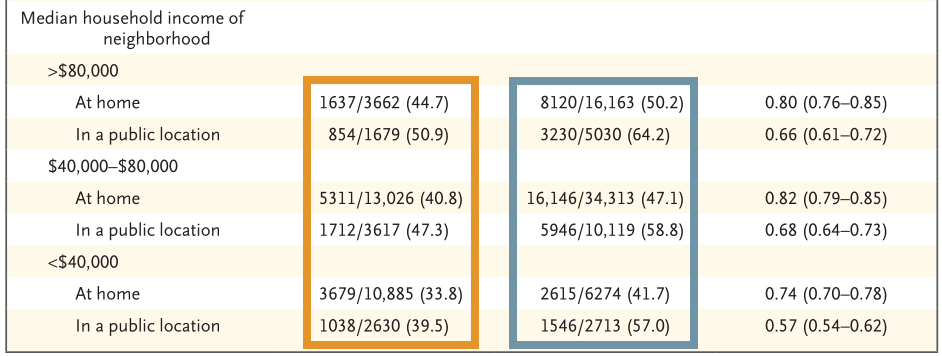 Median household income of
neighborhood
>$80,000
At home 1637/3662 (44.7) 8120/16,163 (50.2) 0.80 (0.76–0.85)
In a public location 854/1679 (50.9) 3230/5030 (64.2) 0.66 (0.61–0.72)
$40,000–$80,000
At home 5311/13,026 (40.8) 16,146/34,313 (47.1) 0.82 (0.79–0.85)
In a public location 1712/3617 (47.3) 5946/10,119 (58.8) 0.68 (0.64–0.73)
<$40,000
At home 3679/10,885 (33.8) 2615/6274 (41.7) 0.74 (0.70–0.78)
In a public location 1038/2630 (39.5) 1546/2713 (57.0) 0.57 (0.54–0.62)